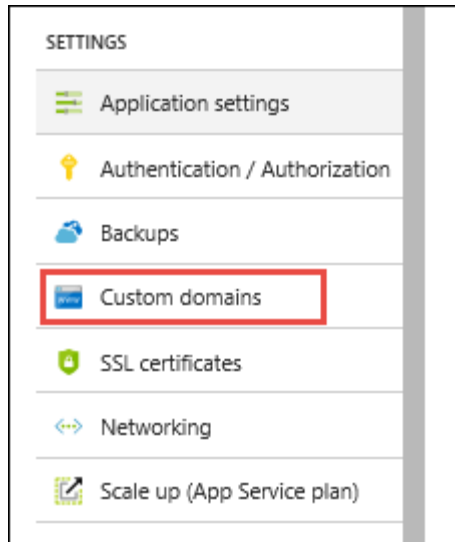 SETTINGS
Application settings
Authentication / Authorization
Backups
Custom domains
SSL certificates
Networking
Scale up (App Service plan)